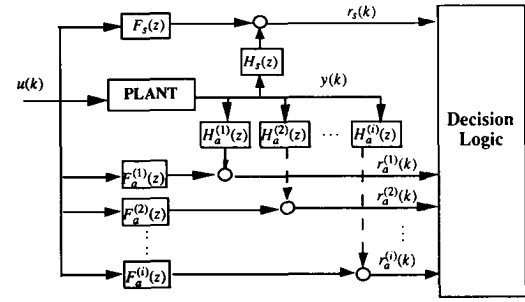 F_s(z)
r_s(k)
H_s(z)
u(k)
PLANT
y(k)
Decision
Logic
H_a^{(1)}(z)
H_a^{(2)}(z)
...
H_a^{(i)}(z)
F_a^{(1)}(z)
r_a^{(1)}(k)
F_a^{(2)}(z)
r_a^{(2)}(k)
F_a^{(i)}(z)
r_a^{(i)}(k)